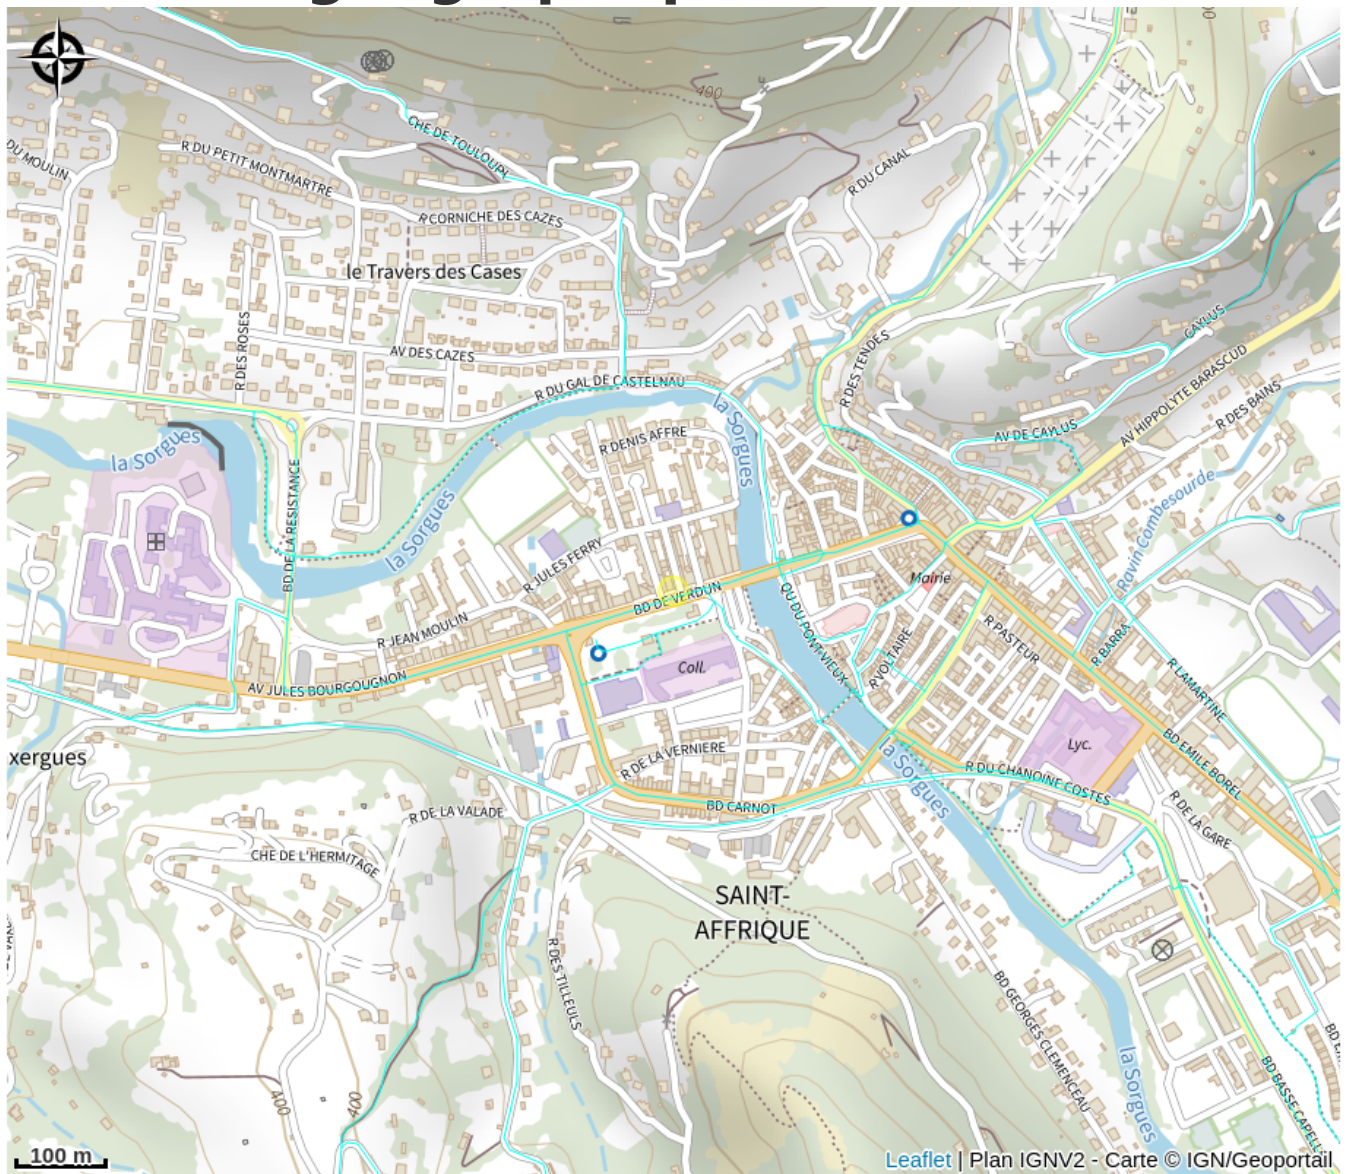 400
CHE DE TOULOUPI
DU MOULIN
R DU PETIT MONTMARTRE
R DU CANAL
R CORNICHE DES CAZES
le Travers des Cases
CAYLUS
R DES ROSES
AV DES CAZES
R DES TENDES
AV HIPPOLYTE BARASCUD
R DU GAL DE CASTELNAU
R DES BAINS
la Sorgues
la Sorgues
R DENIS AFFRE
AV DE CAYLUS
BD DE LA RESISTANCE
la Sorgues
Ravin Combesourde
R JULES FERRY
Mairie
BD DE VERDUN
QU DU PONT-VIEUX
R JEAN MOULIN
R PASTEUR
R BARRA
R VOLTAIRE
Coll.
AV JULES BOURGOUGNON
R LAMARTINE
xergues
R DE LA VERNIERE
la Sorgues
Lyc.
BD EMILE BOREL
R DU CHANOINE COSTES
BD CARNOT
R DE LA VALADE
R DE LA GARE
CHE DE L'HERMITAGE
SAINT-
AFFRIQUE
R DES TILLEULS
BD GEORGES CLEMENCEAU
la Sorgues
BD BASSE CAPELL
400
400
100 m
Leaflet | Plan IGNV2 - Carte © IGN/Geoportail